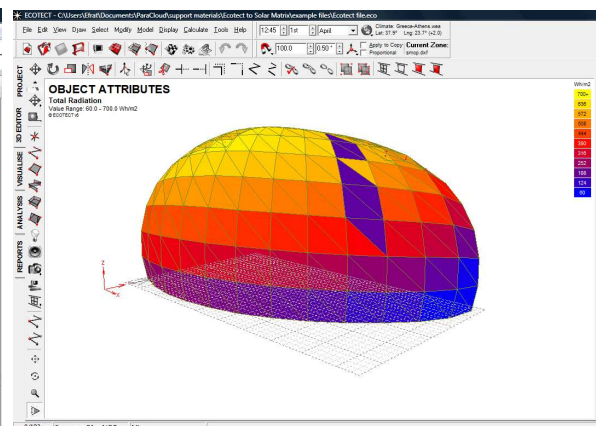 ECOTECT - C:\Users\Efrat\Documents\ParaCloud\support materials\Ecotect to Solar Matrix\example files\Ecotect file.eco
File Edit View Draw Select Modify Model Display Calculate Tools Help 12:45 1st April Climate: Greece-Athens.wea
Lat: 37.9° Lng: 23.7° (+2.0)
100.0 0.50° Apply to Copy Current Zone:
Proportional smop.dxf
PROJECT
3D EDITOR
VISUALISE
ANALYSIS
REPORTS
OBJECT ATTRIBUTES
Total Radiation
Value Range: 60.0 - 700.0 Wh/m2
© ECOTECT v5
Wh/m2
700+
636
572
508
444
380
316
252
188
124
60
Z
X